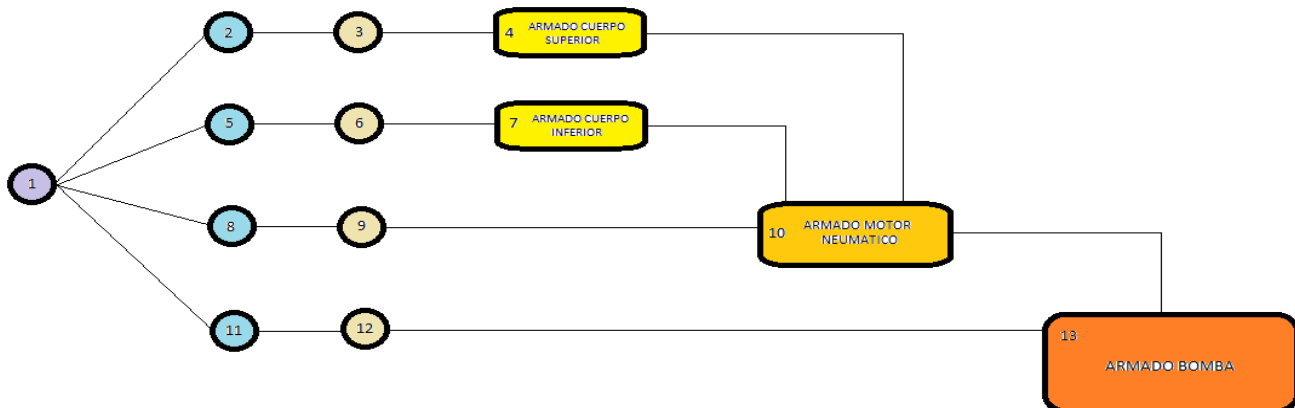 2
3
4
ARMADO CUERPO
SUPERIOR
5
6
7
ARMADO CUERPO
INFERIOR
1
8
9
10
ARMADO MOTOR
NEUMATICO
11
12
13
ARMADO BOMBA